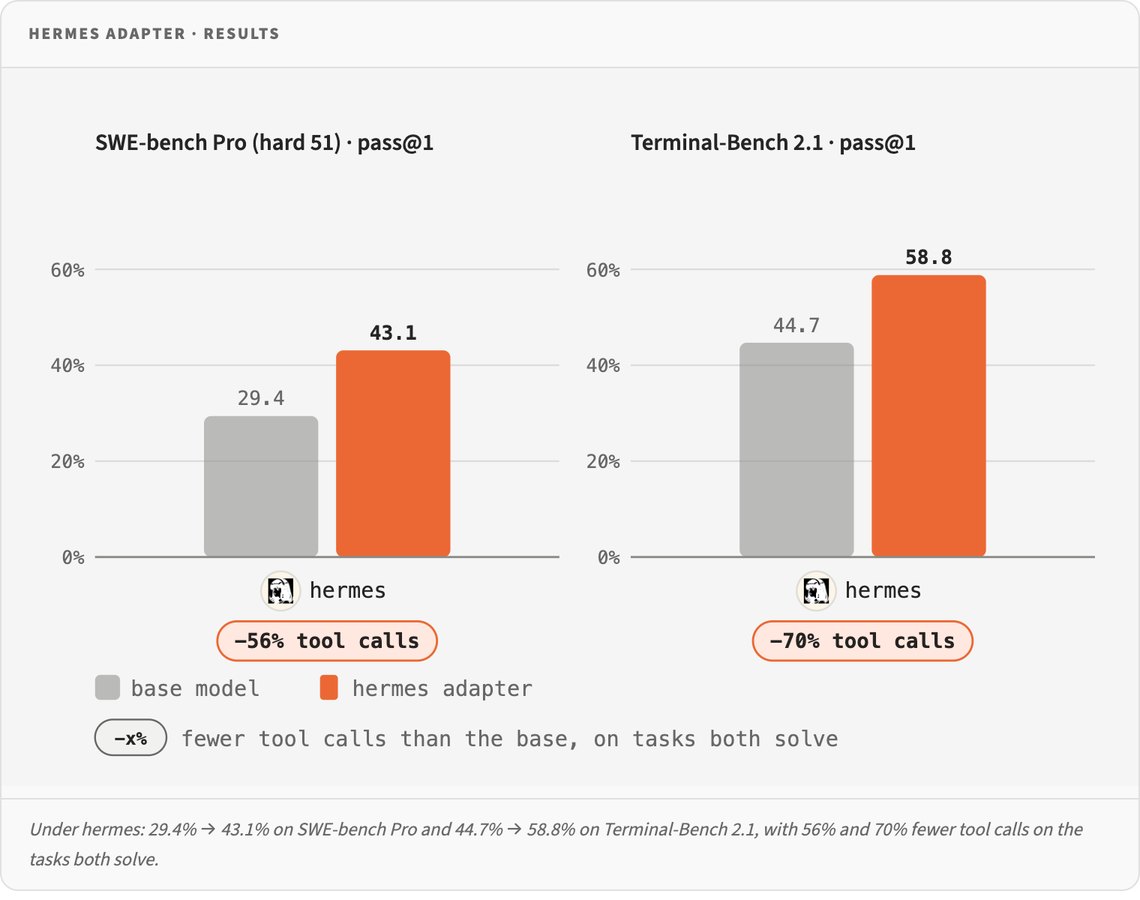 HERMES ADAPTER · RESULTS
SWE-bench Pro (hard 51) · pass@1
60%
40%
20%
0%
29.4
43.1
hermes
−56% tool calls
Terminal-Bench 2.1 · pass@1
60%
40%
20%
0%
44.7
58.8
hermes
−70% tool calls
base model
hermes adapter
−x% fewer tool calls than the base, on tasks both solve
Under hermes: 29.4% → 43.1% on SWE-bench Pro and 44.7% → 58.8% on Terminal-Bench 2.1, with 56% and 70% fewer tool calls on the
tasks both solve.